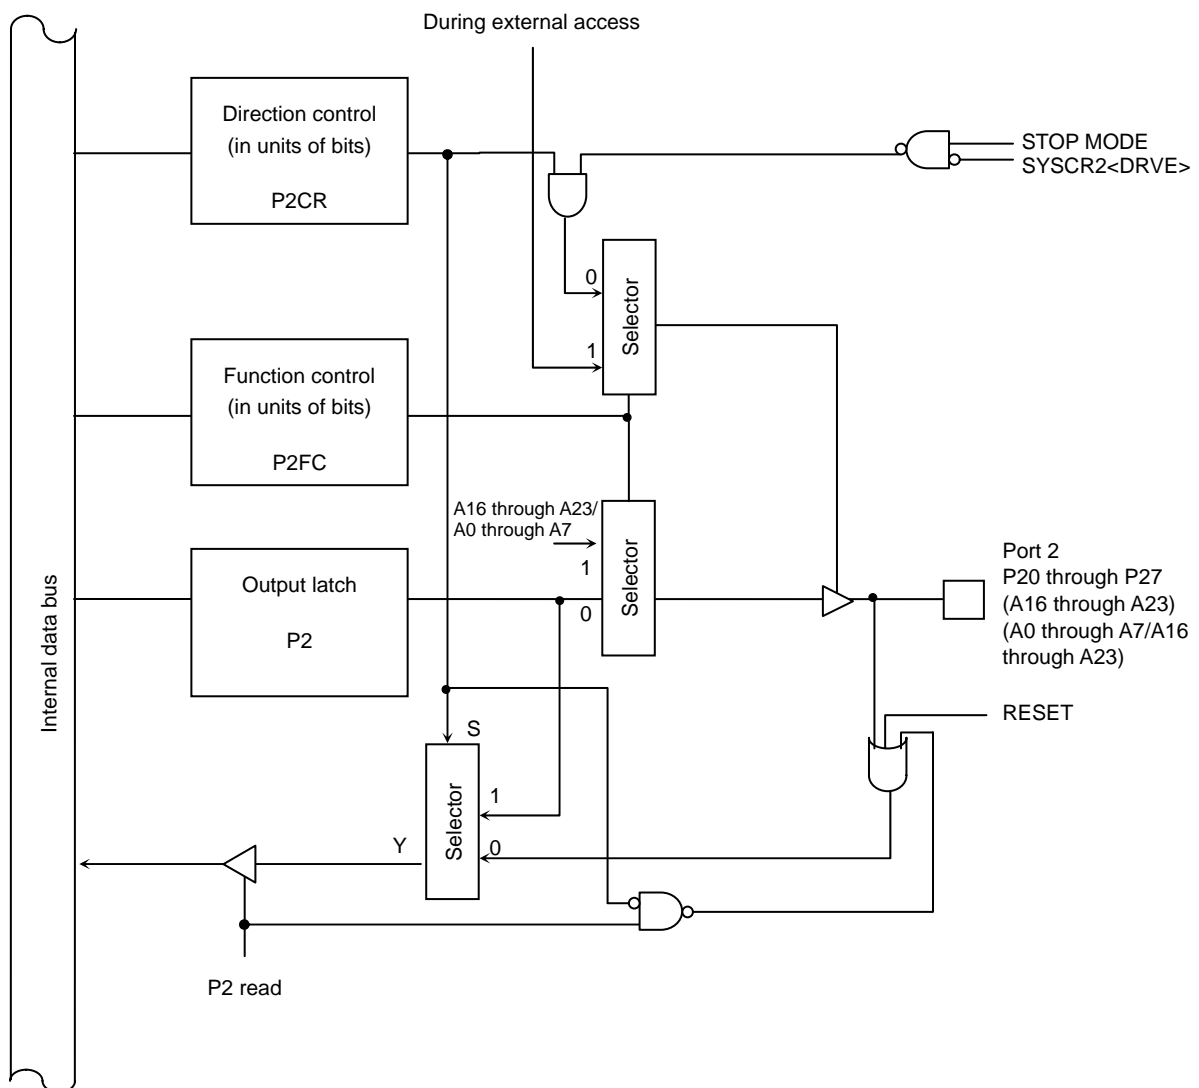 During external access
Direction control
(in units of bits)
P2CR
STOP MODE
SYSCR2<DRVE>
0
Selector
1
Function control
(in units of bits)
P2FC
A16 through A23/
A0 through A7
1
Selector
0
Output latch
P2
Port 2
P20 through P27
(A16 through A23)
(A0 through A7/A16
through A23)
Internal data bus
RESET
S
Selector
1
Y
0
P2 read